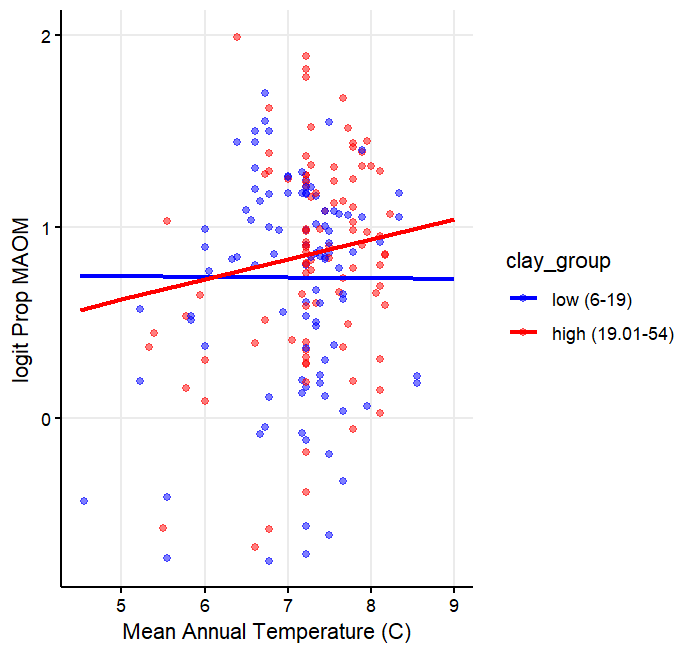 2
1
0
logit Prop MAOM
5 6 7 8 9
Mean Annual Temperature (C)
clay_group
low (6-19)
high (19.01-54)